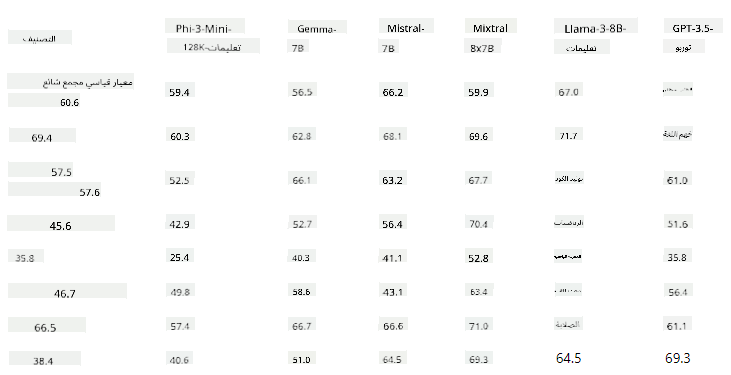 التصنيف Phi-3-Mini- Gemma- Mistral- Mixtral Llama-3-8B- GPT-3.5-
128K-تعليمات 7B 7B 8x7B تعليمات توربو
معيار قياسي مجمع شائع
60.6 59.4 56.5 66.2 59.9 67.0
69.4 60.3 62.8 68.1 69.6 71.7 فهم اللغة
57.5
57.6 52.5 66.1 63.2 67.7 توليد الكود 61.0
45.6 42.9 52.7 56.4 70.4 الرياضيات 51.6
35.8 25.4 40.3 41.1 52.8 35.8
46.7 49.8 58.6 43.1 63.4 56.4
66.5 57.4 66.7 66.6 71.0 الصلابة 61.1
38.4 40.6 51.0 64.5 69.3 64.5 69.3